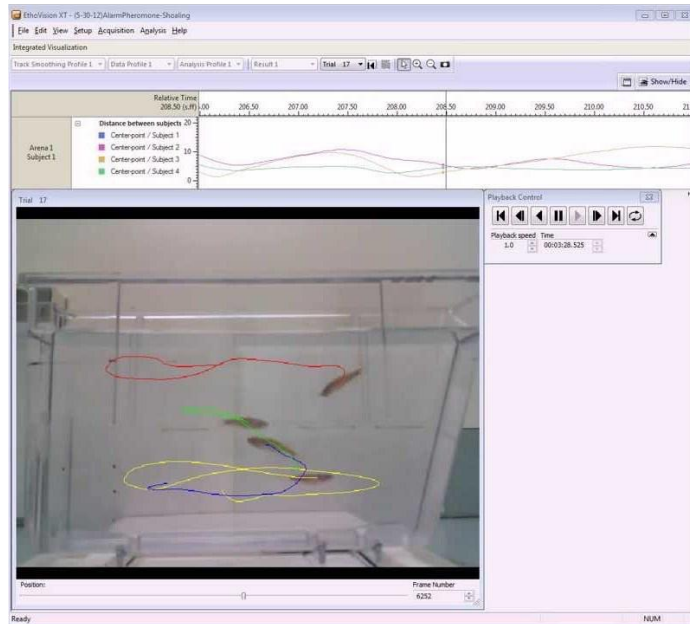 EthoVision XT - (5-30-12)AlarmPheromone-Shoaling
File Edit View Setup Acquisition Analysis Help
Integrated Visualization
Track Smoothing Profile 1 Data Profile 1 Analysis Profile 1 Result 1 Trial 17
Show/Hide
Relative Time
208.50 (s.ff) .00 206.50 207.00 207.50 208.00 208.50 209.00 209.50 210.00 210.50 21
Arena 1
Subject 1
Distance between subjects 20
Center-point / Subject 1
Center-point / Subject 2
Center-point / Subject 3 10
Center-point / Subject 4
0
Trial 17
Playback Control
Playback speed Time
1.0 00:03:28.525
Position: Frame Number
6252
Ready NUM